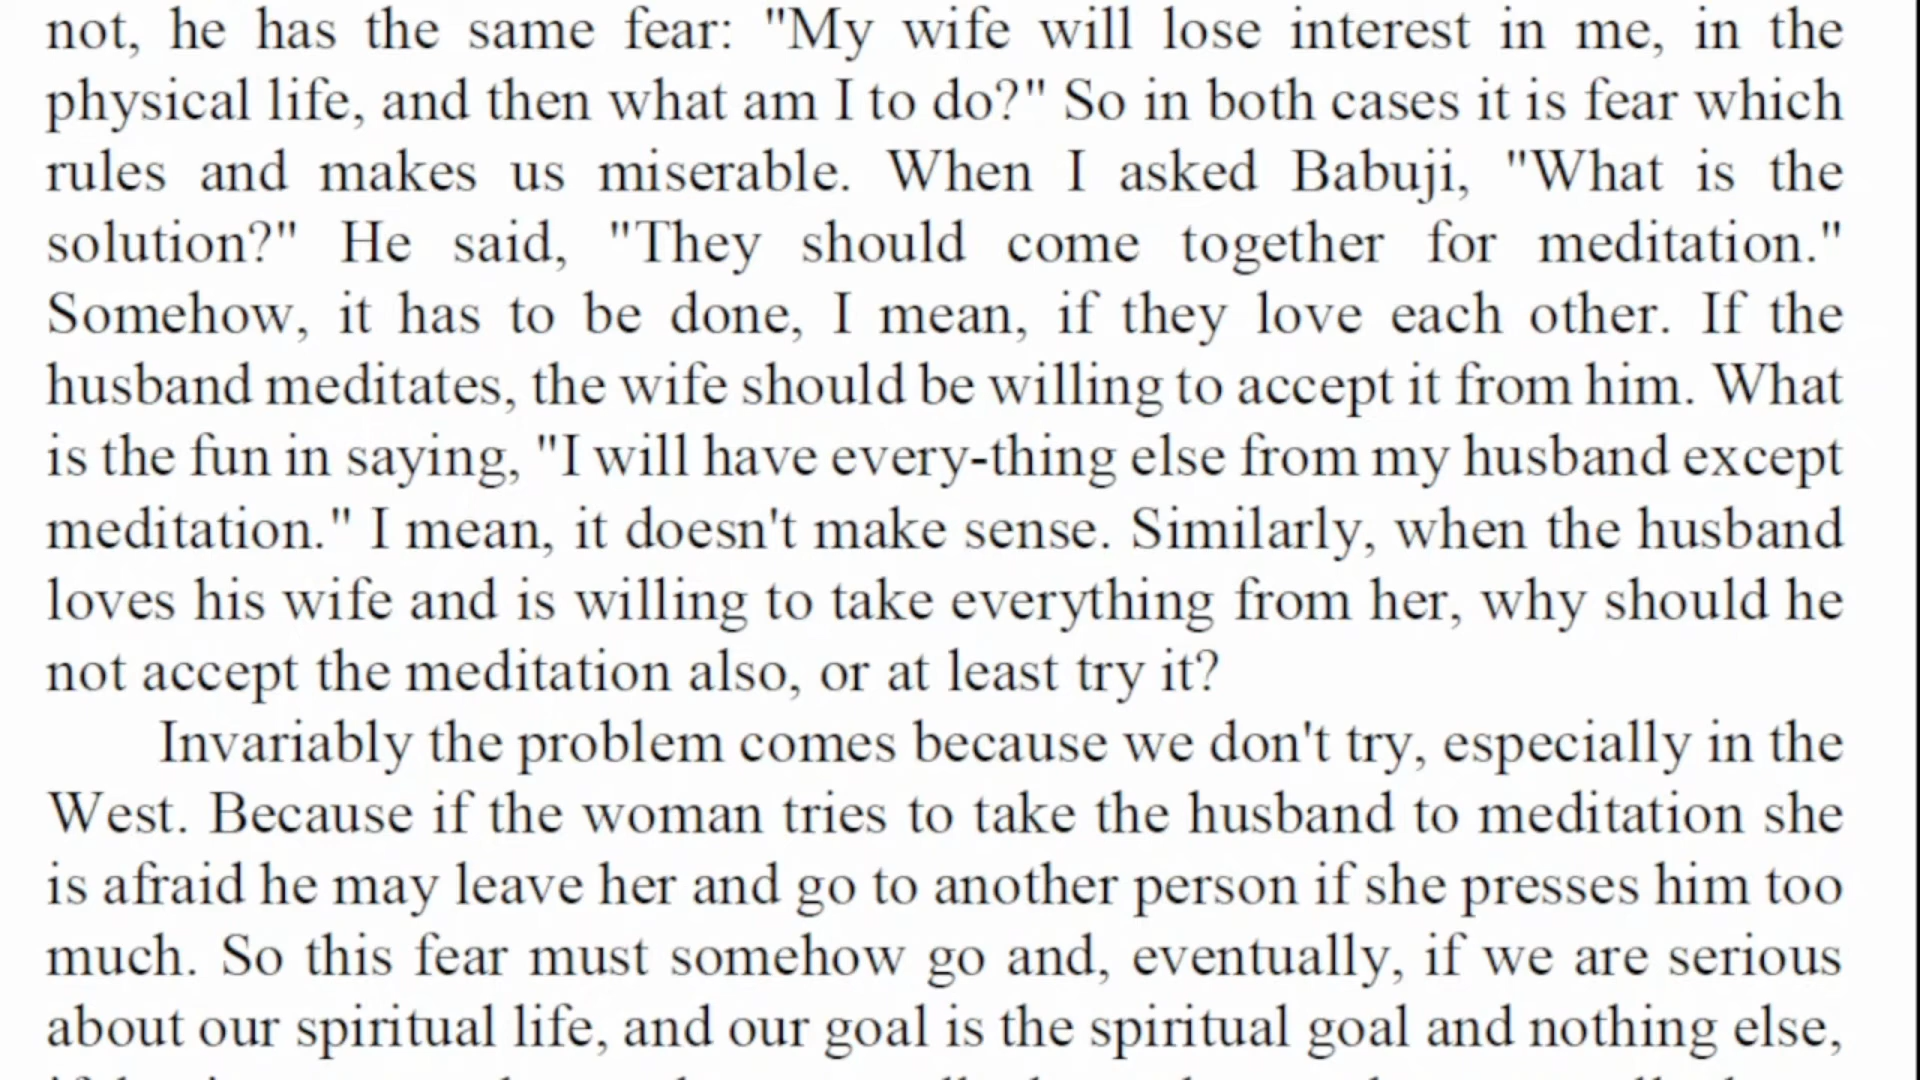 not, he has the same fear: "My wife will lose interest in me, in the
physical life, and then what am I to do?" So in both cases it is fear which
rules and makes us miserable. When I asked Babuji, "What is the
solution?" He said, "They should come together for meditation."
Somehow, it has to be done, I mean, if they love each other. If the
husband meditates, the wife should be willing to accept it from him. What
is the fun in saying, "I will have every-thing else from my husband except
meditation." I mean, it doesn't make sense. Similarly, when the husband
loves his wife and is willing to take everything from her, why should he
not accept the meditation also, or at least try it?
Invariably the problem comes because we don't try, especially in the
West. Because if the woman tries to take the husband to meditation she
is afraid he may leave her and go to another person if she presses him too
much. So this fear must somehow go and, eventually, if we are serious
about our spiritual life, and our goal is the spiritual goal and nothing else,